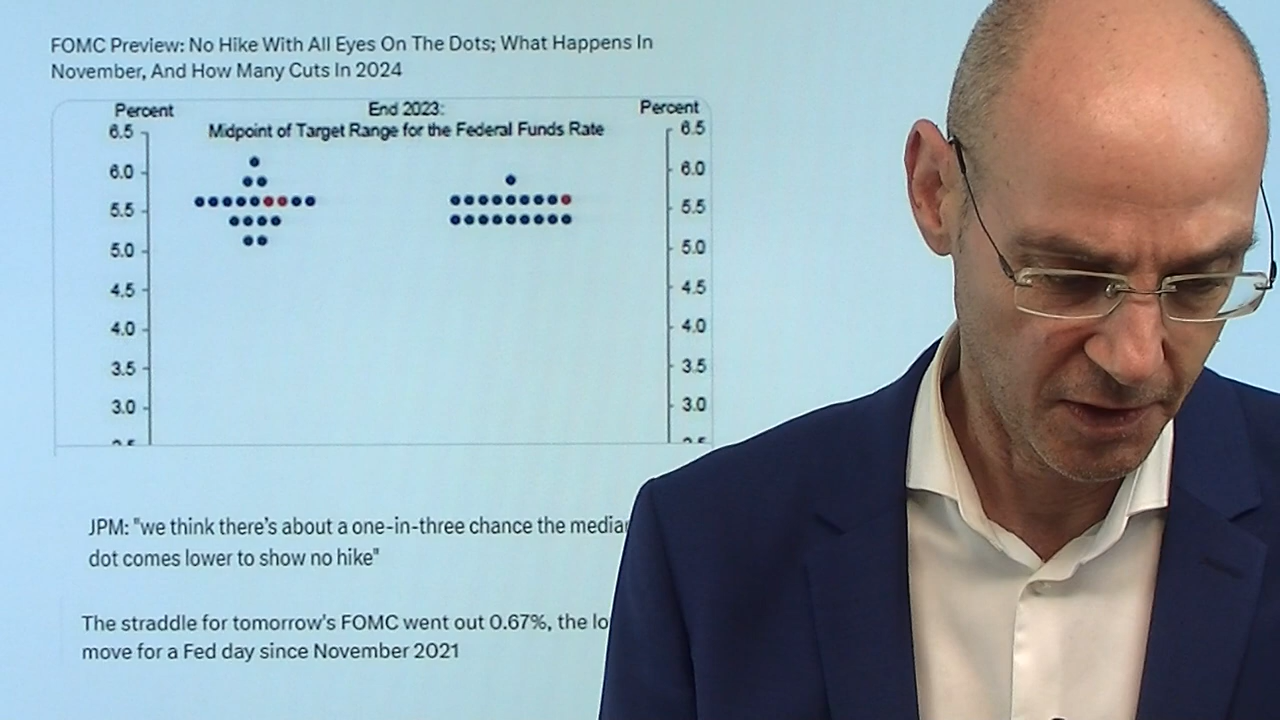 FOMC Preview: No Hike With All Eyes On The Dots; What Happens In
November, And How Many Cuts In 2024
Percent End 2023: Percent
Midpoint of Target Range for the Federal Funds Rate
6.5 6.5
6.0 6.0
5.5 5.5
5.0 5.0
4.5 4.5
4.0 4.0
3.5 3.5
3.0 3.0
JPM: "we think there's about a one-in-three chance the median
dot comes lower to show no hike"
The straddle for tomorrow's FOMC went out 0.67%, the
move for a Fed day since November 2021